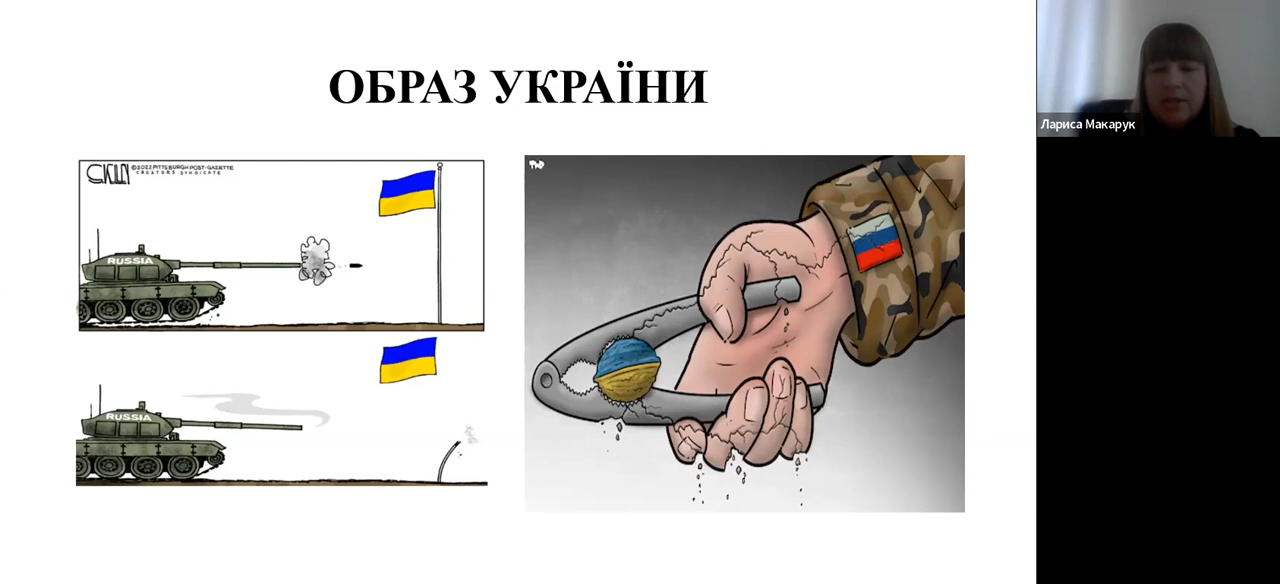 ОБРАЗ УКРАЇНИ
©2022 PITTSBURGH POST-GAZETTE
CREATORS SYNDICATE
RUSSIA
RUSSIA
Лариса Макарук